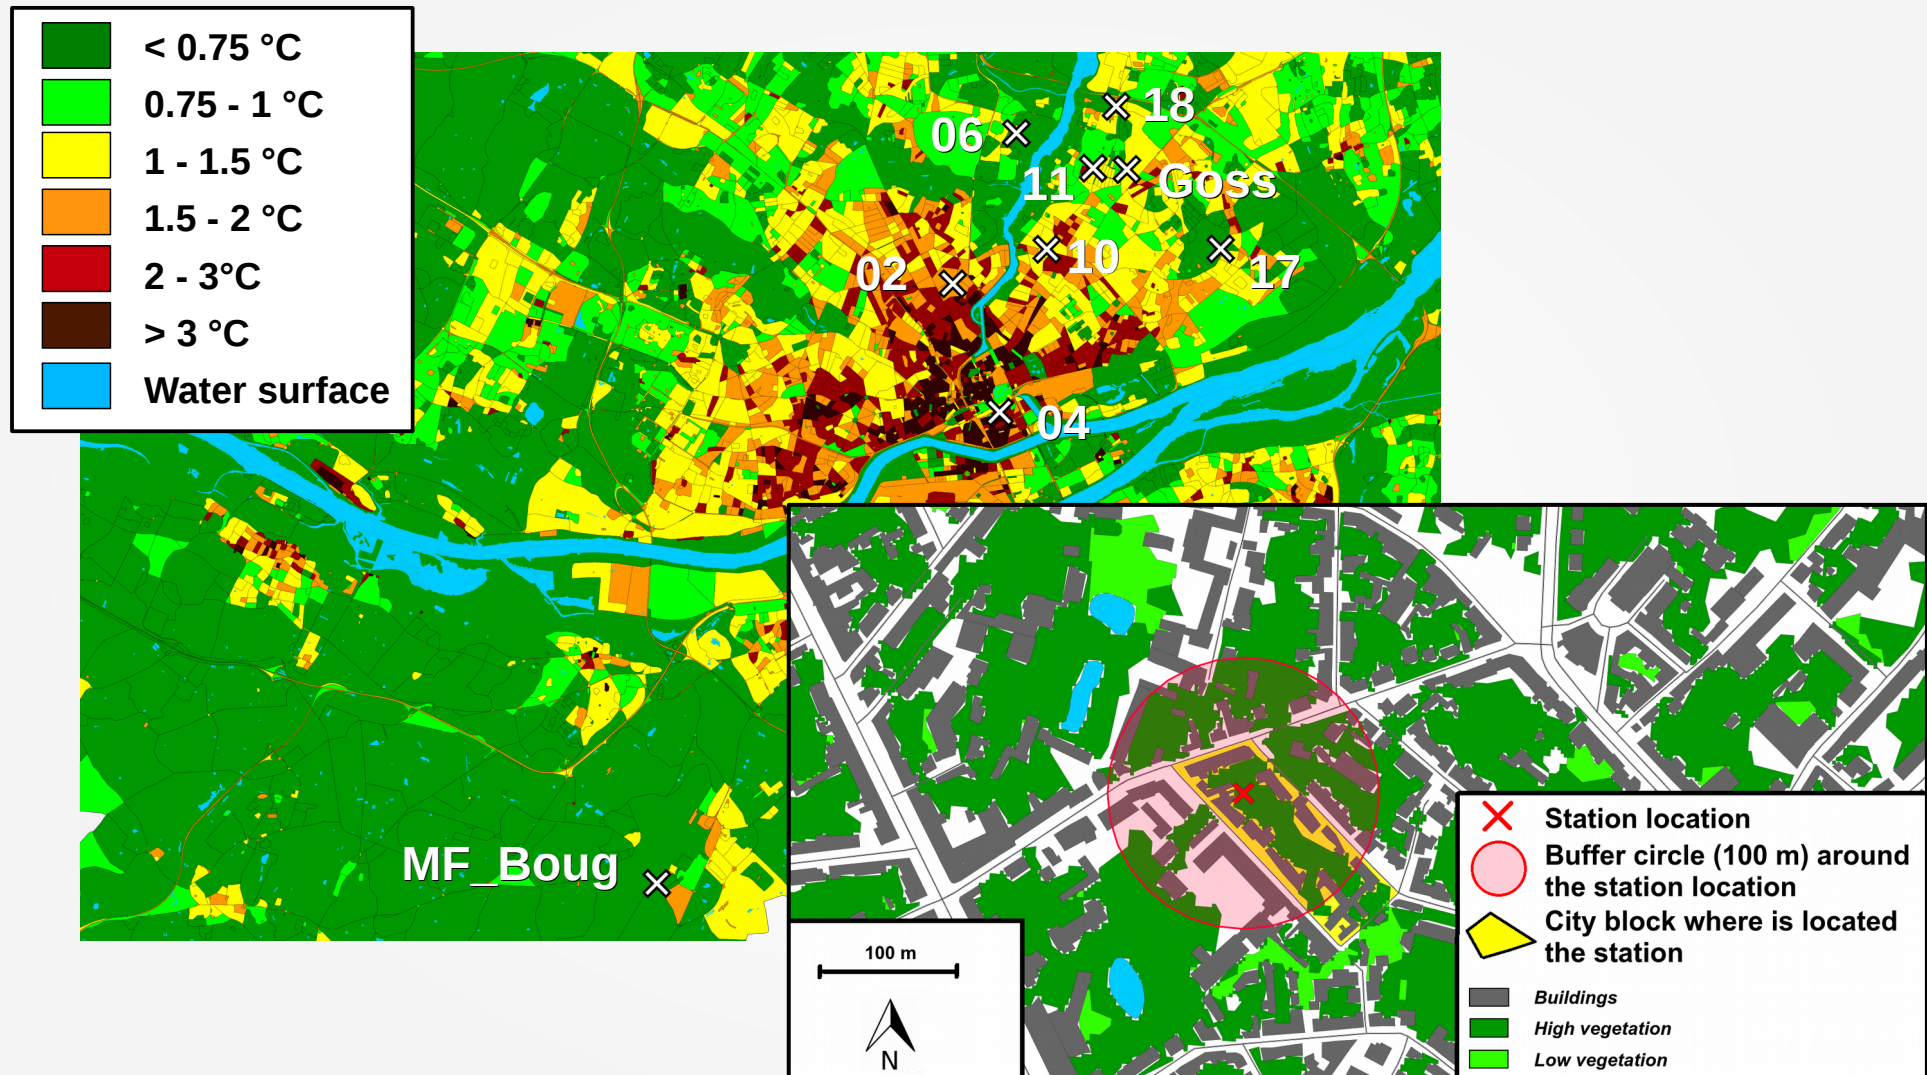 < 0.75 °C
0.75 - 1 °C
1 - 1.5 °C
1.5 - 2 °C
2 - 3°C
> 3 °C
Water surface
18
06
11
Goss
10
17
02
04
MF_Boug
100 m
N
Station location
Buffer circle (100 m) around
the station location
City block where is located
the station
Buildings
High vegetation
Low vegetation